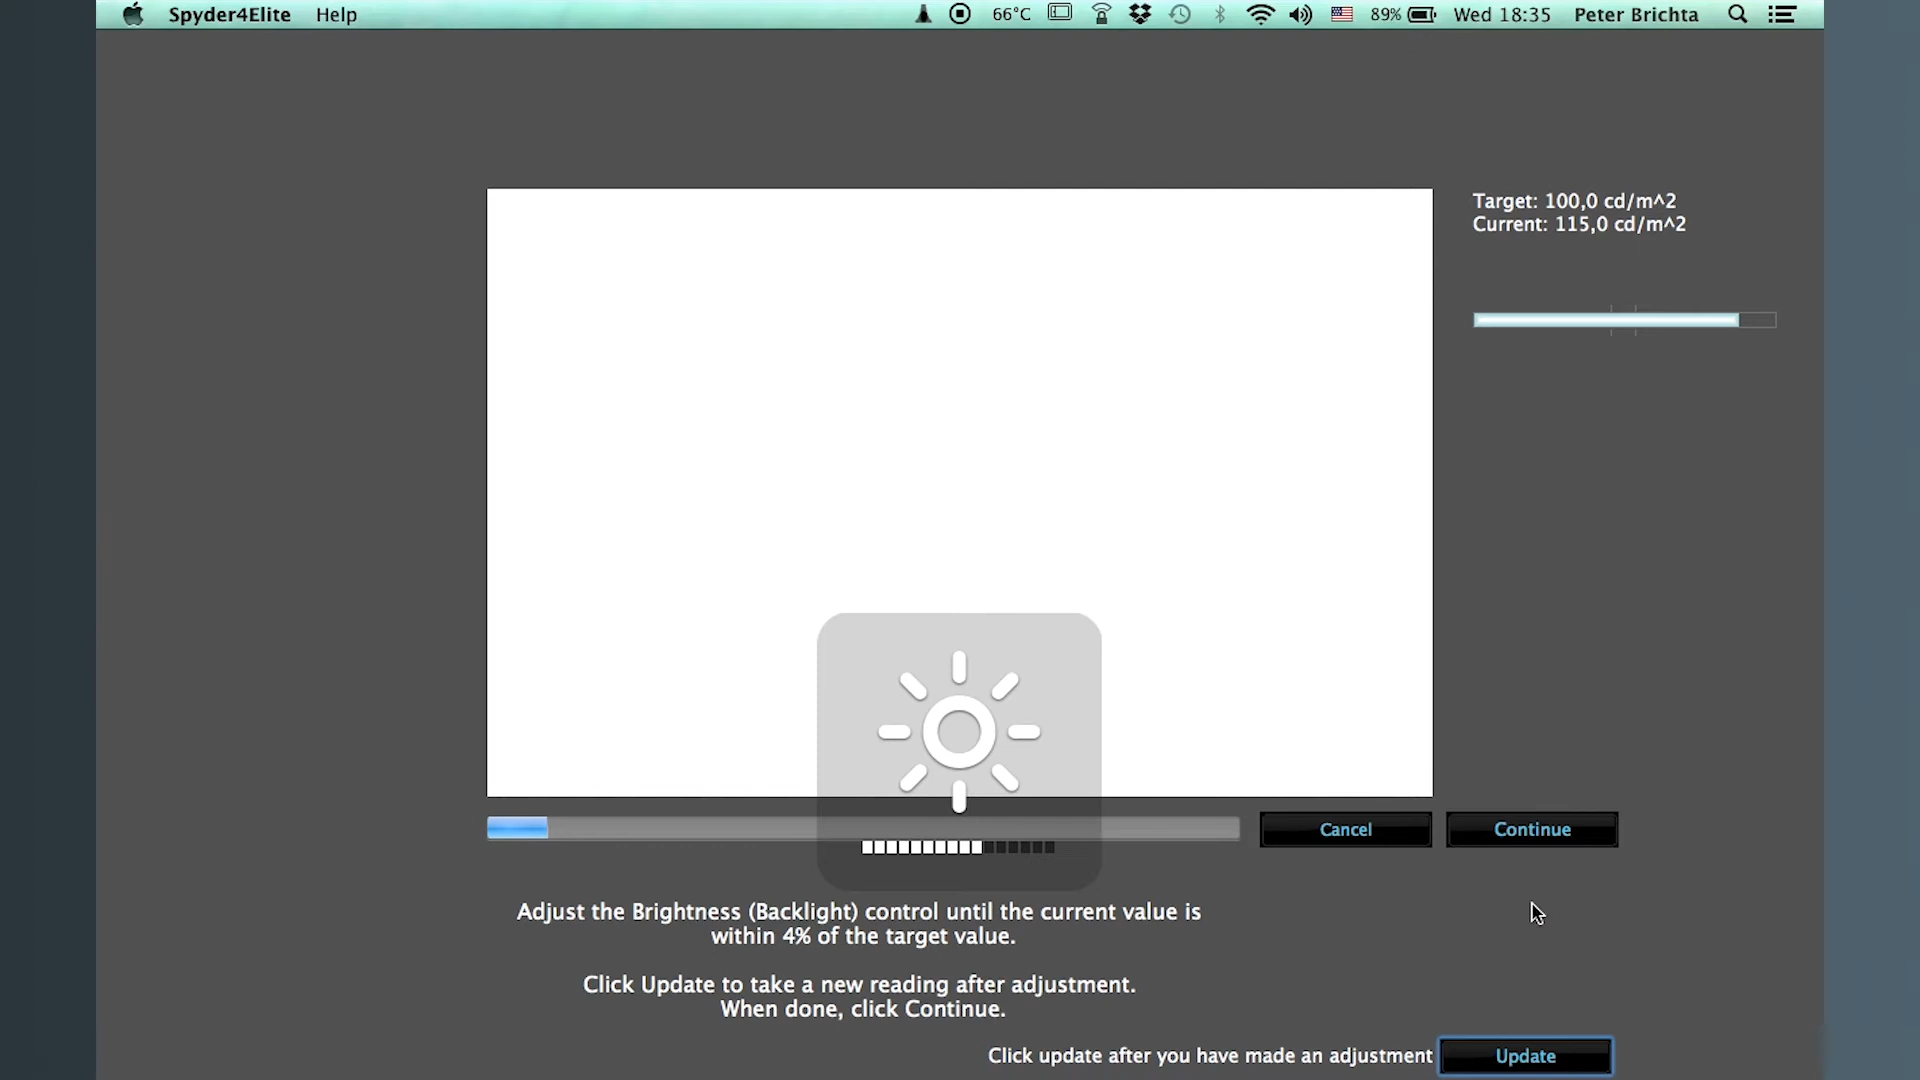 Spyder4Elite Help 66°C 89% Wed 18:35 Peter Brichta
Target: 100,0 cd/m^2
Current: 115,0 cd/m^2
Cancel
Continue
Adjust the Brightness (Backlight) control until the current value is
within 4% of the target value.
Click Update to take a new reading after adjustment.
When done, click Continue.
Click update after you have made an adjustment
Update